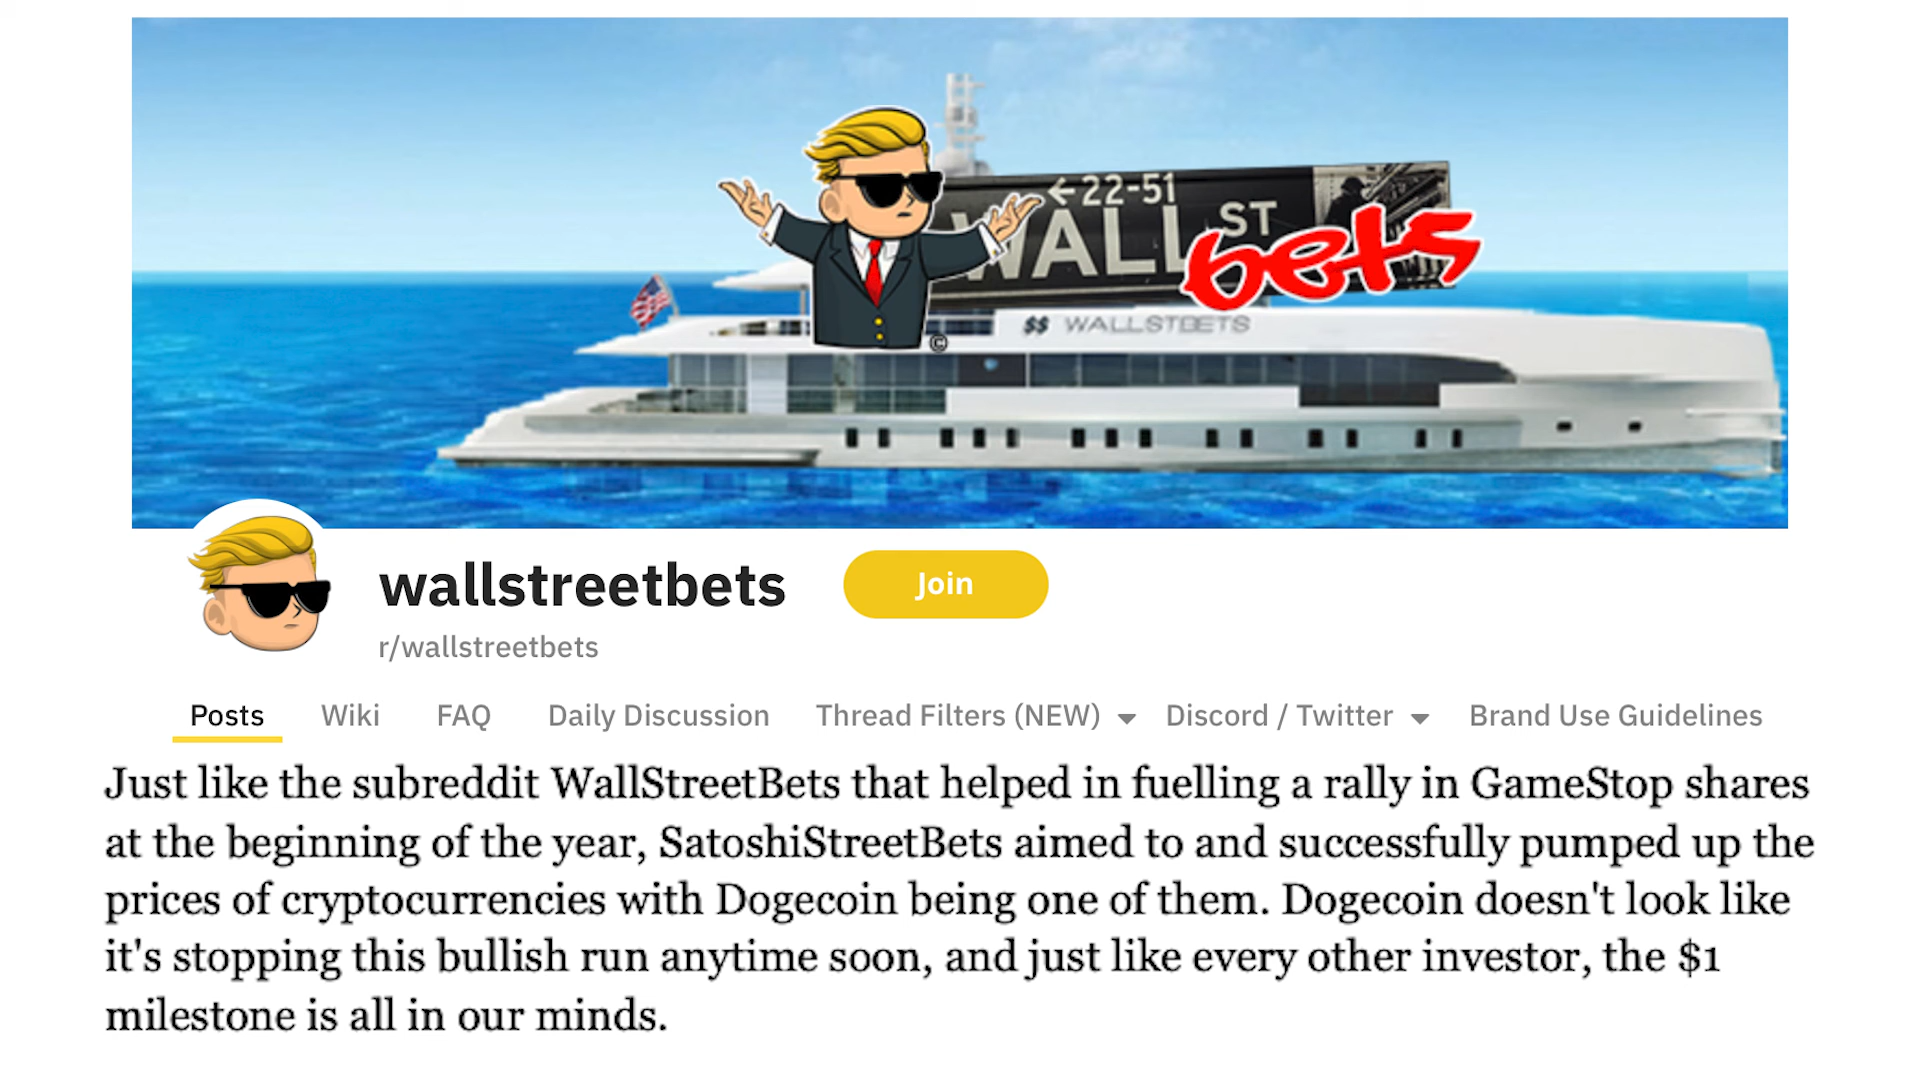 ←22-51
WALL ST
bets
$$ WALLSTBETS
©
wallstreetbets
Join
r/wallstreetbets
Posts Wiki FAQ Daily Discussion Thread Filters (NEW) Discord / Twitter Brand Use Guidelines
Just like the subreddit WallStreetBets that helped in fuelling a rally in GameStop shares
at the beginning of the year, SatoshiStreetBets aimed to and successfully pumped up the
prices of cryptocurrencies with Dogecoin being one of them. Dogecoin doesn't look like
it's stopping this bullish run anytime soon, and just like every other investor, the $1
milestone is all in our minds.